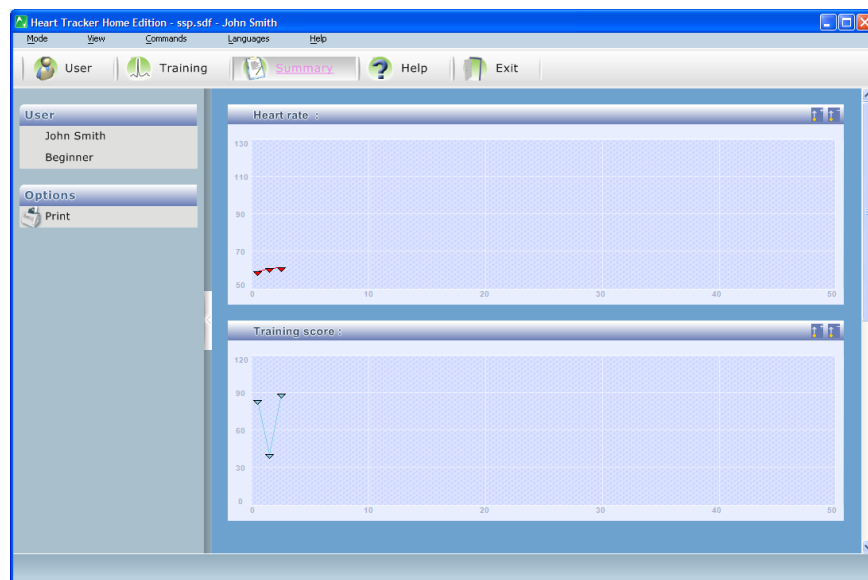 Heart Tracker Home Edition - ssp.sdf - John Smith
Mode View Commands Languages Help
User Training Summary Help Exit
User
John Smith
Beginner
Options
Print
Heart rate :
130
110
90
70
50
0 10 20 30 40 50
Training score :
120
90
60
30
0
0 10 20 30 40 50